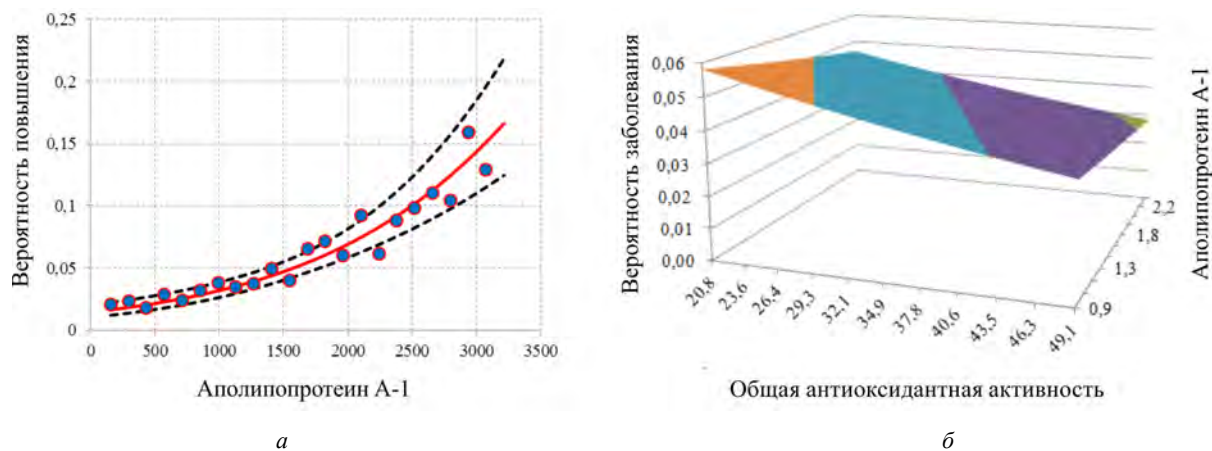 Вероятность повышения
0,25
0,2
0,15
0,1
0,05
0
0 500 1000 1500 2000 2500 3000 3500
Аполипопротеин А-1
а
Вероятность заболевания
0,06
0,05
0,04
0,03
0,02
0,01
0,00
20,8 23,6 26,4 29,3 32,1 34,9 37,8 40,6 43,5 46,3 49,1
0,9 1,3 1,8 2,2
Аполипопротеин А-1
Общая антиоксидантная активность
б